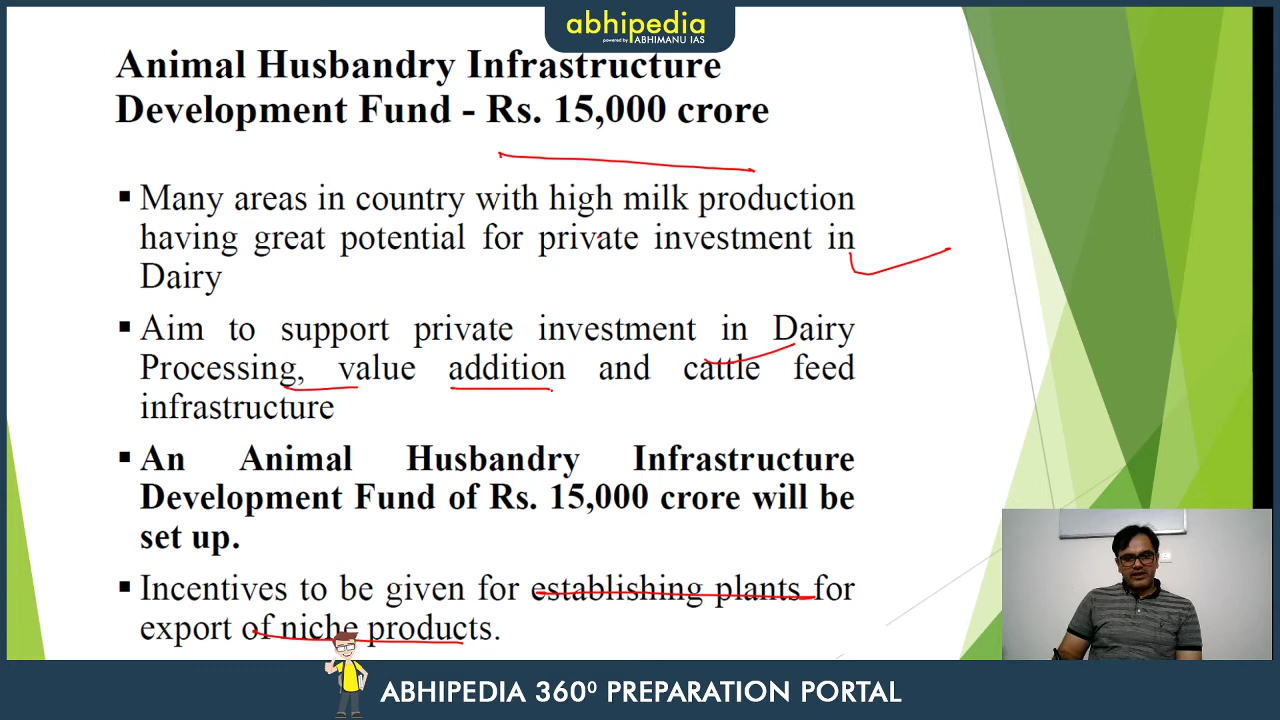 abhipedia
powered by ABHIMANU IAS
Animal Husbandry Infrastructure
Development Fund - Rs. 15,000 crore
▪ Many areas in country with high milk production
having great potential for private investment in
Dairy
▪ Aim to support private investment in Dairy
Processing, value addition and cattle feed
infrastructure
▪ An Animal Husbandry Infrastructure
Development Fund of Rs. 15,000 crore will be
set up.
▪ Incentives to be given for establishing plants for
export of niche products.
ABHIPEDIA 360⁰ PREPARATION PORTAL